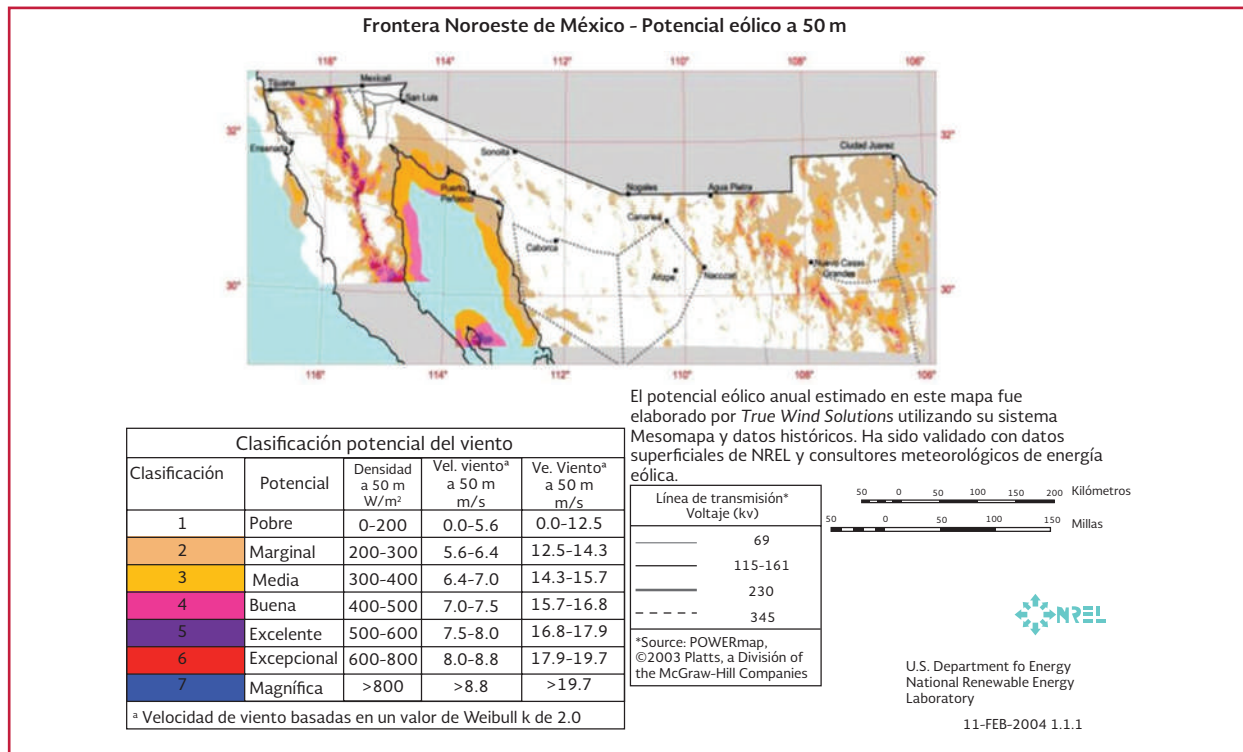 Frontera Noroeste de México - Potencial eólico a 50 m
116° 114° 112° 110° 108° 106°
Tijuana
Mexicali
San Luis
32°
32°
Ensenada
Sonoita
Ciudad Juarez
Puerto Peñasco
Nogales
Agua Pietra
Cananea
Caborca
Arizpe
Nacozari
Nuevo Casas Grandes
30°
30°
116° 114° 112° 110° 108° 106°
El potencial eólico anual estimado en este mapa fue
elaborado por True Wind Solutions utilizando su sistema
Mesomapa y datos históricos. Ha sido validado con datos
superficiales de NREL y consultores meteorológicos de energía
eólica.
Clasificación potencial del viento
Clasificación Potencial Densidad a 50 m W/m² Vel. vientoᵃ a 50 m m/s Ve. Vientoᵃ a 50 m m/s
1 Pobre 0-200 0.0-5.6 0.0-12.5
2 Marginal 200-300 5.6-6.4 12.5-14.3
3 Media 300-400 6.4-7.0 14.3-15.7
4 Buena 400-500 7.0-7.5 15.7-16.8
5 Excelente 500-600 7.5-8.0 16.8-17.9
6 Excepcional 600-800 8.0-8.8 17.9-19.7
7 Magnífica >800 >8.8 >19.7
ᵃ Velocidad de viento basadas en un valor de Weibull k de 2.0
Línea de transmisión*
Voltaje (kv)
69
115-161
230
345
*Source: POWERmap,
©2003 Platts, a División of
the McGraw-Hill Companies
50 0 50 100 150 200 Kilómetros
50 0 50 100 150 Millas
NREL
U.S. Department fo Energy
National Renewable Energy
Laboratory
11-FEB-2004 1.1.1